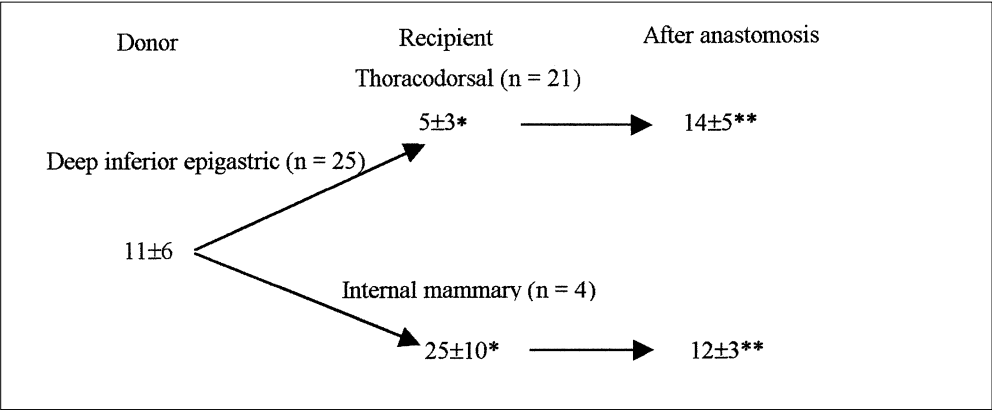 Donor
Recipient
After anastomosis
Thoracodorsal (n = 21)
5±3*
14±5**
Deep inferior epigastric (n = 25)
11±6
Internal mammary (n = 4)
25±10*
12±3**